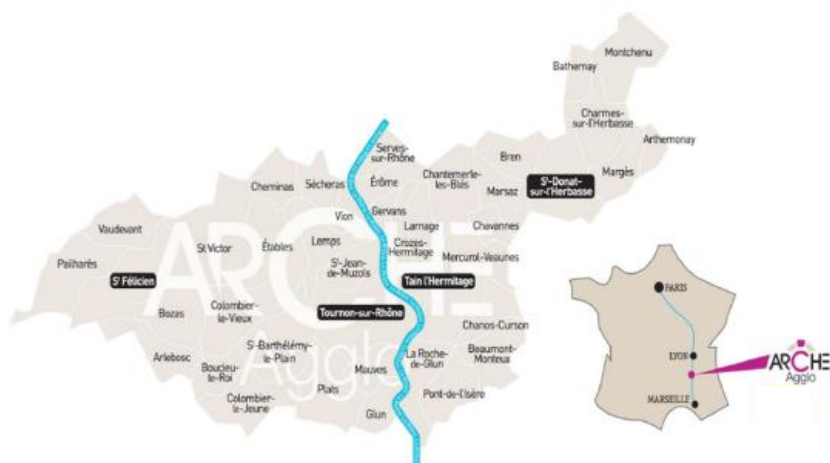 Montchenu
Bathernay
Charmes-
sur-l'Herbasse
Arthemonay
Serves-
sur-Rhône
Bren
Margès
Chantemerle-
les-Blés
St-Donat-
sur-l'Herbasse
Cheminas
Sécheras
Érôme
Marsaz
Vion
Gervans
Larnage
Chavannes
Vaudevant
St Victor
Étables
Lemps
Crozes-
Hermitage
Mercurol-Veaunes
Pailharès
St-Jean-
de-Muzols
St Félicien
Tain l'Hermitage
ARCHE
Agglo
Bozas
Colombier-
le-Vieux
Tournon-sur-Rhône
Chanos-Curson
St-Barthélémy-
le-Plain
Arlebosc
Boucieu-
le-Roi
Mauves
La Roche-
de-Glun
Beaumont-
Monteux
Plats
Pont-de-l'Isère
Colombier-
le-Jeune
Glun
PARIS
LYON
MARSEILLE
ARCHE
Agglo